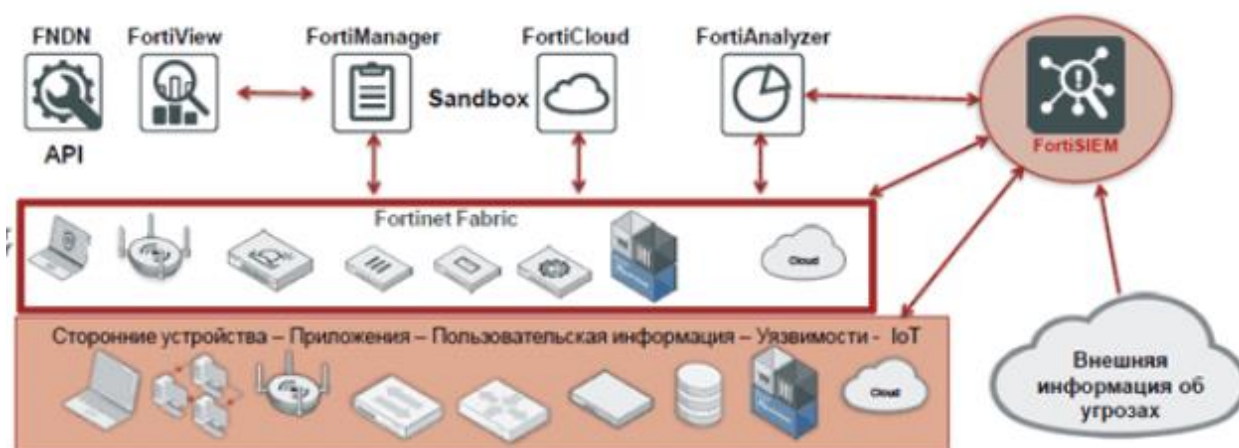 FNDN FortiView FortiManager FortiCloud FortiAnalyzer
Sandbox
API
FortiSIEM
Fortinet Fabric
Cloud
Сторонние устройства – Приложения – Пользовательская информация – Уязвимости - IoT
Cloud
Внешняя
информация об
угрозах